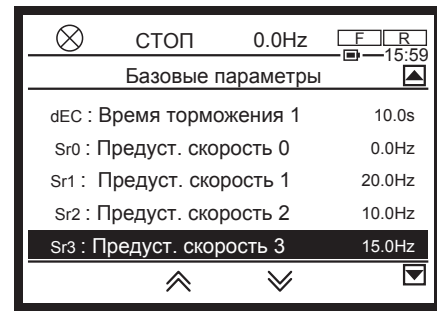 СТОП 0.0Hz F R
15:59
Базовые параметры
dEC : Время торможения 1 10.0s
Sr0 : Предуст. скорость 0 0.0Hz
Sr1 : Предуст. скорость 1 20.0Hz
Sr2 : Предуст. скорость 2 10.0Hz
Sr3 : Предуст. скорость 3 15.0Hz